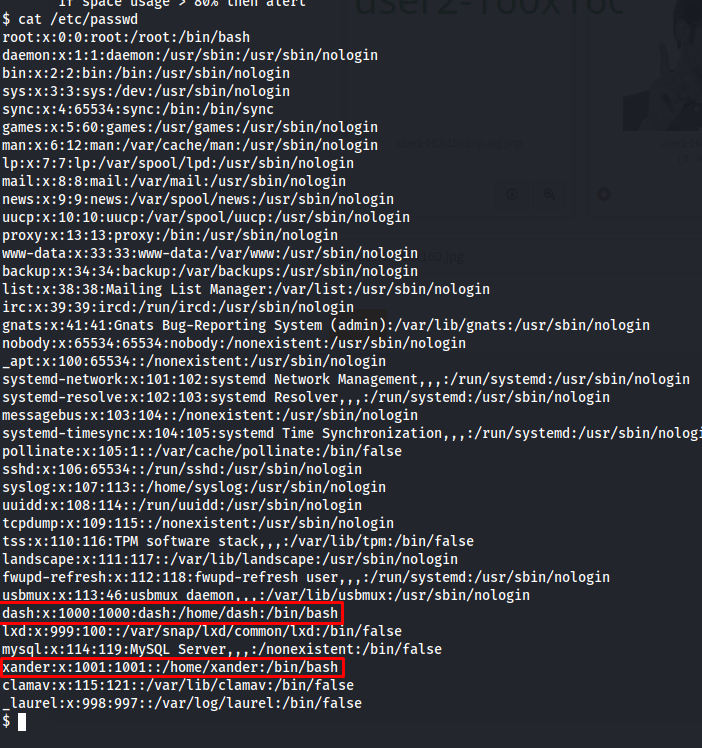 if space usage > 80% then alert
$ cat /etc/passwd
root:x:0:0:root:/root:/bin/bash
daemon:x:1:1:daemon:/usr/sbin:/usr/sbin/nologin
bin:x:2:2:bin:/bin:/usr/sbin/nologin
sys:x:3:3:sys:/dev:/usr/sbin/nologin
sync:x:4:65534:sync:/bin:/bin/sync
games:x:5:60:games:/usr/games:/usr/sbin/nologin
man:x:6:12:man:/var/cache/man:/usr/sbin/nologin
lp:x:7:7:lp:/var/spool/lpd:/usr/sbin/nologin
mail:x:8:8:mail:/var/mail:/usr/sbin/nologin
news:x:9:9:news:/var/spool/news:/usr/sbin/nologin
uucp:x:10:10:uucp:/var/spool/uucp:/usr/sbin/nologin
proxy:x:13:13:proxy:/bin:/usr/sbin/nologin
www-data:x:33:33:www-data:/var/www:/usr/sbin/nologin
backup:x:34:34:backup:/var/backups:/usr/sbin/nologin
list:x:38:38:Mailing List Manager:/var/list:/usr/sbin/nologin
irc:x:39:39:ircd:/run/ircd:/usr/sbin/nologin
gnats:x:41:41:Gnats Bug-Reporting System (admin):/var/lib/gnats:/usr/sbin/nologin
nobody:x:65534:65534:nobody:/nonexistent:/usr/sbin/nologin
_apt:x:100:65534::/nonexistent:/usr/sbin/nologin
systemd-network:x:101:102:systemd Network Management,,,:/run/systemd:/usr/sbin/nologin
systemd-resolve:x:102:103:systemd Resolver,,,:/run/systemd:/usr/sbin/nologin
messagebus:x:103:104::/nonexistent:/usr/sbin/nologin
systemd-timesync:x:104:105:systemd Time Synchronization,,,:/run/systemd:/usr/sbin/nologi
pollinate:x:105:1::/var/cache/pollinate:/bin/false
sshd:x:106:65534::/run/sshd:/usr/sbin/nologin
syslog:x:107:113::/home/syslog:/usr/sbin/nologin
uuidd:x:108:114::/run/uuidd:/usr/sbin/nologin
tcpdump:x:109:115::/nonexistent:/usr/sbin/nologin
tss:x:110:116:TPM software stack,,,:/var/lib/tpm:/bin/false
landscape:x:111:117::/var/lib/landscape:/usr/sbin/nologin
fwupd-refresh:x:112:118:fwupd-refresh user,,,:/run/systemd:/usr/sbin/nologin
usbmux:x:113:46:usbmux daemon,,,:/var/lib/usbmux:/usr/sbin/nologin
dash:x:1000:1000:dash:/home/dash:/bin/bash
lxd:x:999:100::/var/snap/lxd/common/lxd:/bin/false
mysql:x:114:119:MySQL Server,,,:/nonexistent:/bin/false
xander:x:1001:1001::/home/xander:/bin/bash
clamav:x:115:121::/var/lib/clamav:/bin/false
_laurel:x:998:997::/var/log/laurel:/bin/false
$